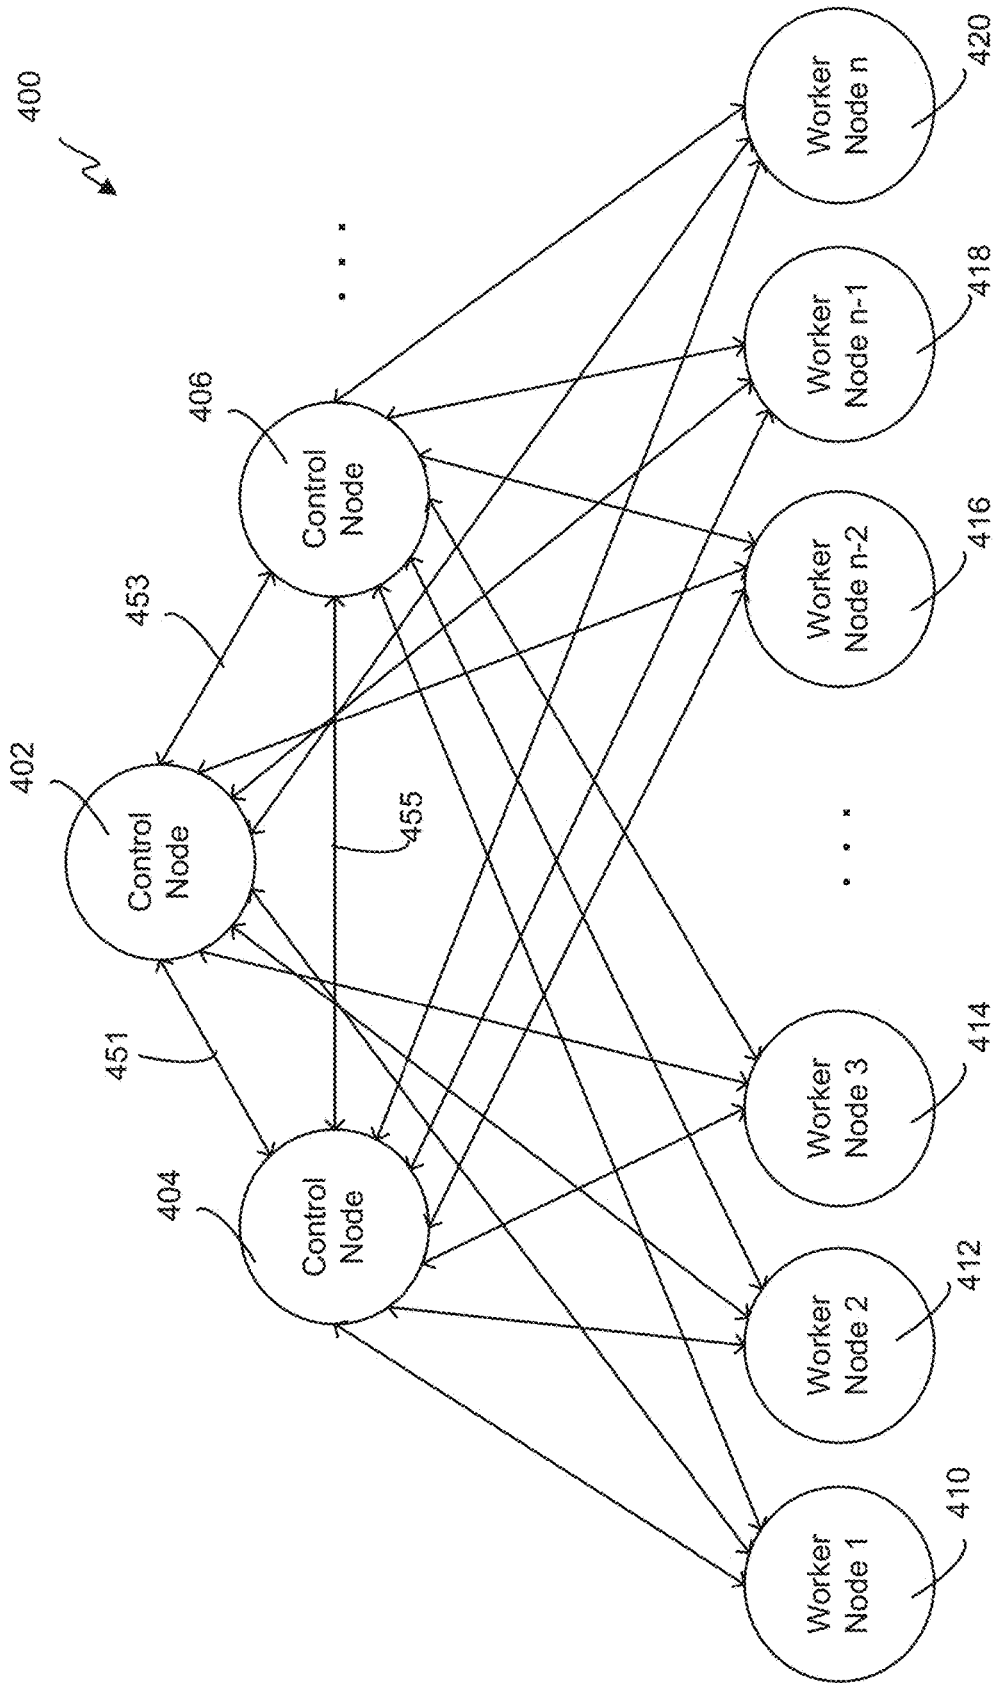 400
402
Control
Node
451
453
404
Control
Node
406
Control
Node
455
Worker
Node 1
410
Worker
Node 2
412
Worker
Node 3
414
Worker
Node n-2
416
Worker
Node n-1
418
Worker
Node n
420